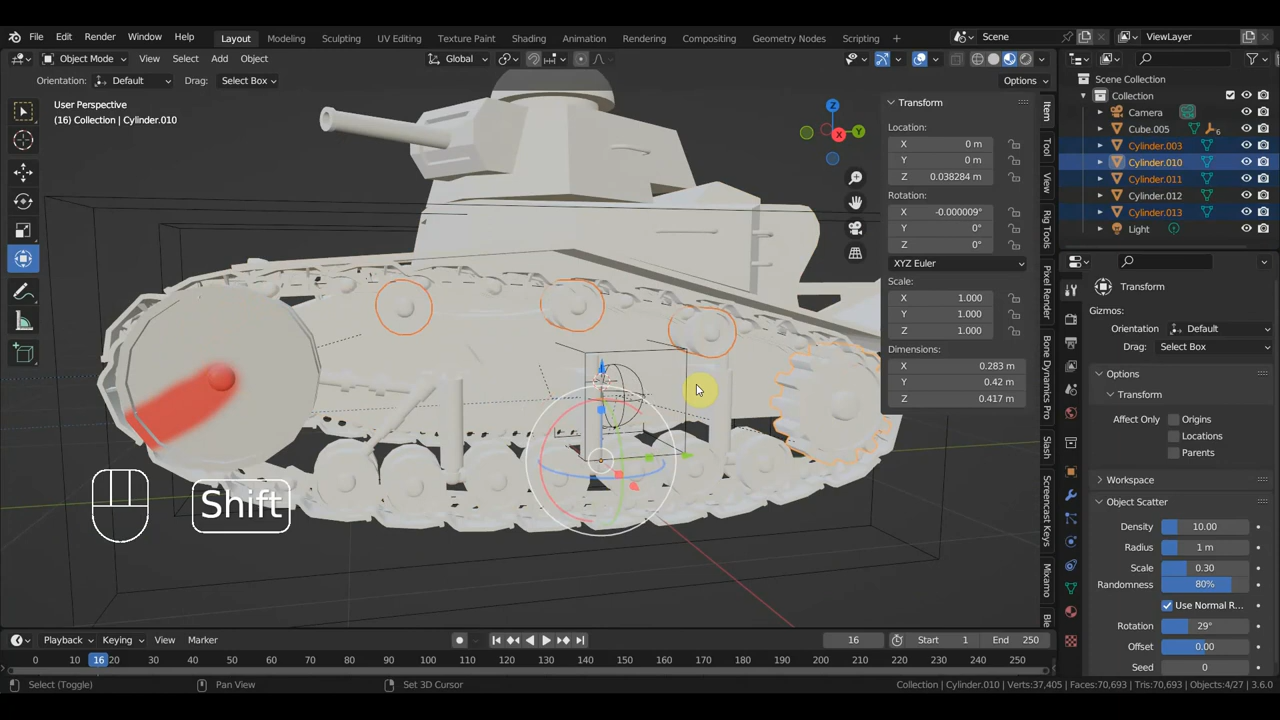 File Edit Render Window Help Layout Modeling Sculpting UV Editing Texture Paint Shading Animation Rendering Compositing Geometry Nodes Scripting Scene ViewLayer
Object Mode View Select Add Object Global
Orientation: Default Drag: Select Box Options
User Perspective
(16) Collection | Cylinder.010
Transform
Location:
X 0 m
Y 0 m
Z 0.038284 m
Rotation:
X -0.000009°
Y 0°
Z 0°
XYZ Euler
Scale:
X 1.000
Y 1.000
Z 1.000
Dimensions:
X 0.283 m
Y 0.42 m
Z 0.417 m
Item
Tool
View
Rig Tools
Pixel Render
Bone Dynamics Pro
Slash
Screencast Keys
Mixamo
Ble
Z
Y
X
Scene Collection
Collection
Camera
Cube.005 6
Cylinder.003
Cylinder.010
Cylinder.011
Cylinder.012
Cylinder.013
Light
Transform
Gizmos:
Orientation Default
Drag: Select Box
Options
Transform
Affect Only Origins
Locations
Parents
Workspace
Object Scatter
Density 10.00
Radius 1 m
Scale 0.30
Randomness 80%
Use Normal R...
Rotation 29°
Offset 0.00
Seed 0
Shift
Playback Keying View Marker 16 Start 1 End 250
0 10 16 20 30 40 50 60 70 80 90 100 110 120 130 140 150 160 170 180 190 200 210 220 230 240 250
Select (Toggle) Pan View Set 3D Cursor Collection | Cylinder.010 | Verts:37,405 | Faces:70,693 | Tris:70,693 | Objects:4/27 | 3.6.0